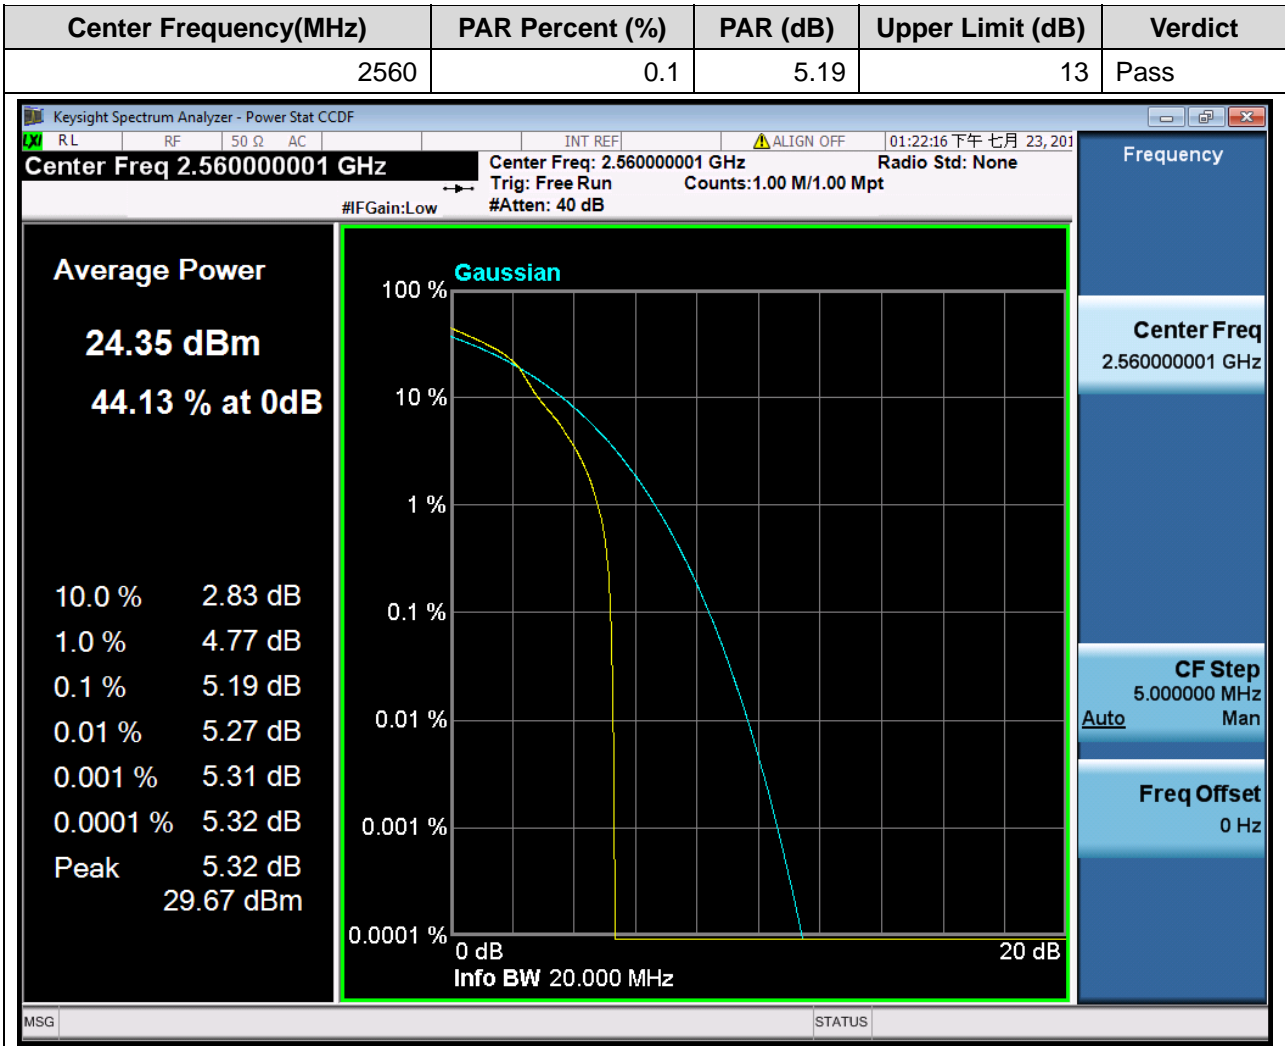 Center Frequency(MHz) PAR Percent (%) PAR (dB) Upper Limit (dB) Verdict
2560 0.1 5.19 13 Pass
Keysight Spectrum Analyzer - Power Stat CCDF
LXI RL RF 50 Ω AC INT REF ALIGN OFF 01:22:16 下午 七月 23, 201
Center Freq 2.560000001 GHz
#IFGain:Low
Center Freq: 2.560000001 GHz Radio Std: None
Trig: Free Run Counts:1.00 M/1.00 Mpt
#Atten: 40 dB
Average Power
24.35 dBm
44.13 % at 0dB
10.0 % 2.83 dB
1.0 % 4.77 dB
0.1 % 5.19 dB
0.01 % 5.27 dB
0.001 % 5.31 dB
0.0001 % 5.32 dB
Peak 5.32 dB
29.67 dBm
Gaussian
100 %
10 %
1 %
0.1 %
0.01 %
0.001 %
0.0001 %
0 dB 20 dB
Info BW 20.000 MHz
Frequency
Center Freq
2.560000001 GHz
CF Step
5.000000 MHz
Auto Man
Freq Offset
0 Hz
MSG STATUS